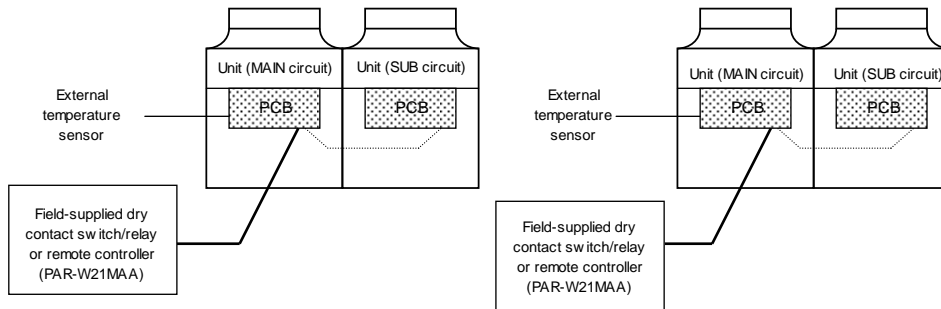 Unit (MAIN circuit)
Unit (SUB circuit)
PCB
PCB
External
temperature
sensor
Field-supplied dry
contact switch/relay
or remote controller
(PAR-W21MAA)
Unit (MAIN circuit)
Unit (SUB circuit)
PCB
PCB
External
temperature
sensor
Field-supplied dry
contact switch/relay
or remote controller
(PAR-W21MAA)